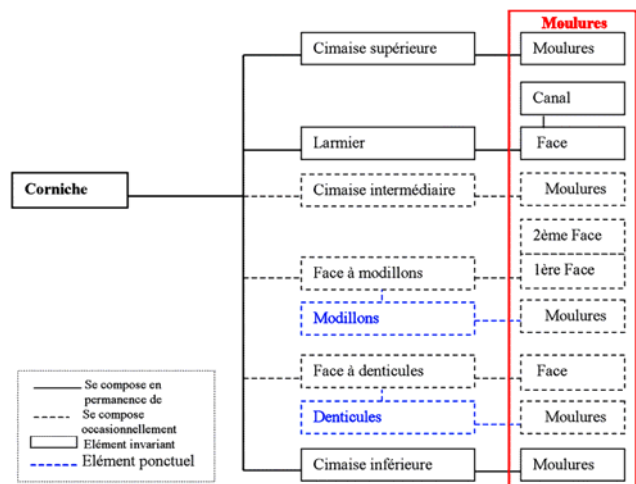 Moulures
Cimaise supérieure
Moulures
Canal
Larmier
Face
Corniche
Cimaise intermédiaire
Moulures
2ème Face
Face à modillons
1ère Face
Modillons
Moulures
Face à denticules
Face
Denticules
Moulures
Cimaise inférieure
Moulures
Se compose en
permanence de
Se compose
occasionnellement
Elément invariant
Elément ponctuel